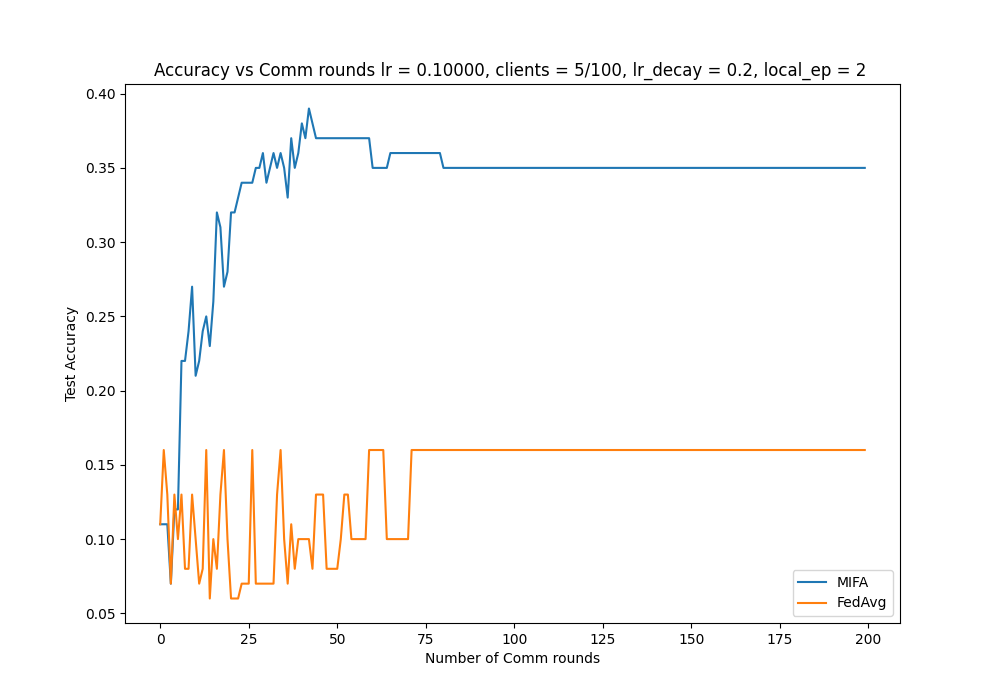 Accuracy vs Comm rounds lr = 0.10000, clients = 5/100, lr_decay = 0.2, local_ep = 2
0.40
0.35
0.30
0.25
0.20
0.15
0.10
0.05
Test Accuracy
MIFA
FedAvg
0 25 50 75 100 125 150 175 200
Number of Comm rounds